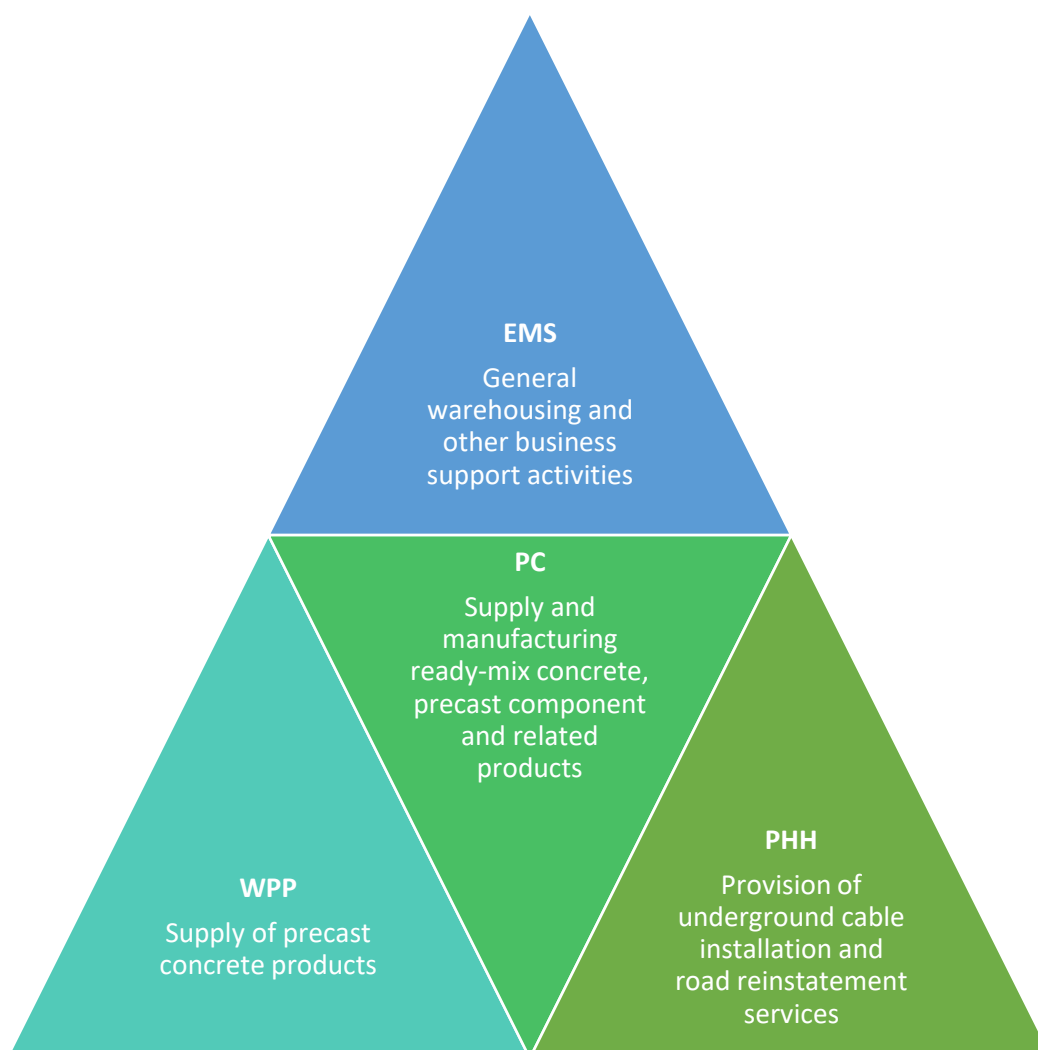 EMS
General
warehousing and
other business
support activities
PC
Supply and
manufacturing
ready-mix concrete,
precast component
and related
products
WPP
Supply of precast
concrete products
PHH
Provision of
underground cable
installation and
road reinstatement
services